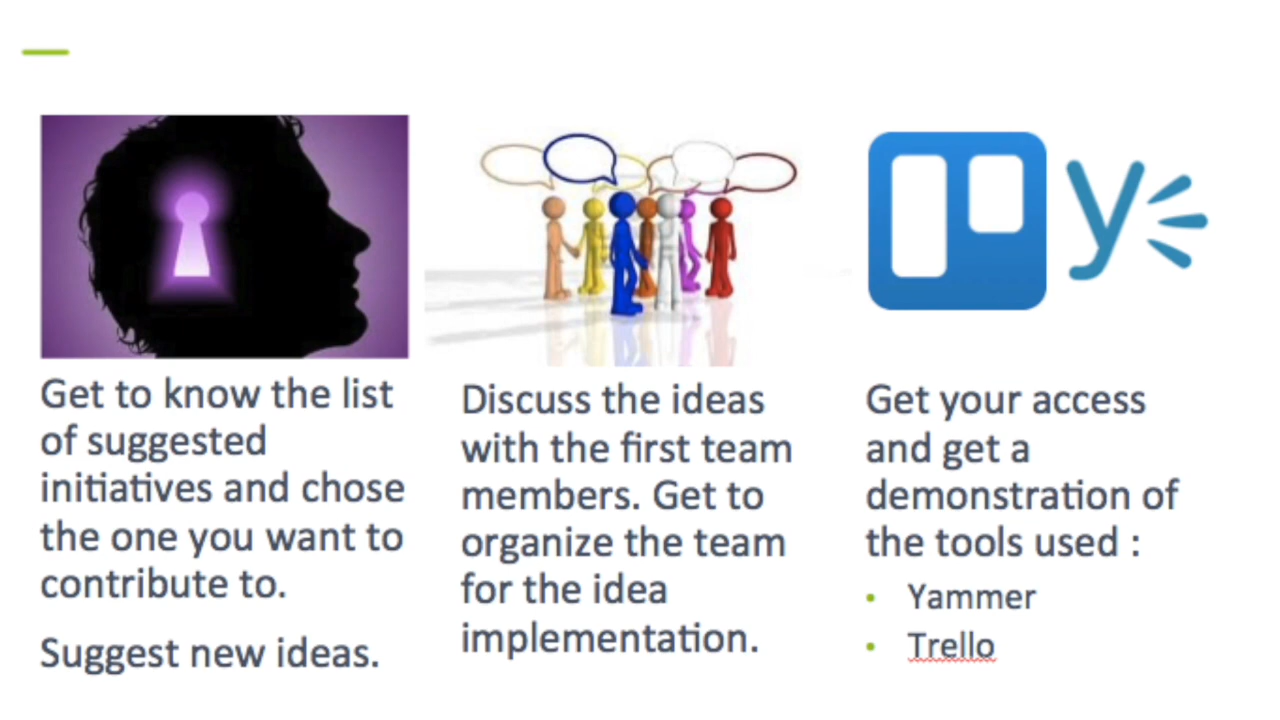 Get to know the list
of suggested
initiatives and chose
the one you want to
contribute to.
Suggest new ideas.
Discuss the ideas
with the first team
members. Get to
organize the team
for the idea
implementation.
y
Get your access
and get a
demonstration of
the tools used :
• Yammer
• Trello